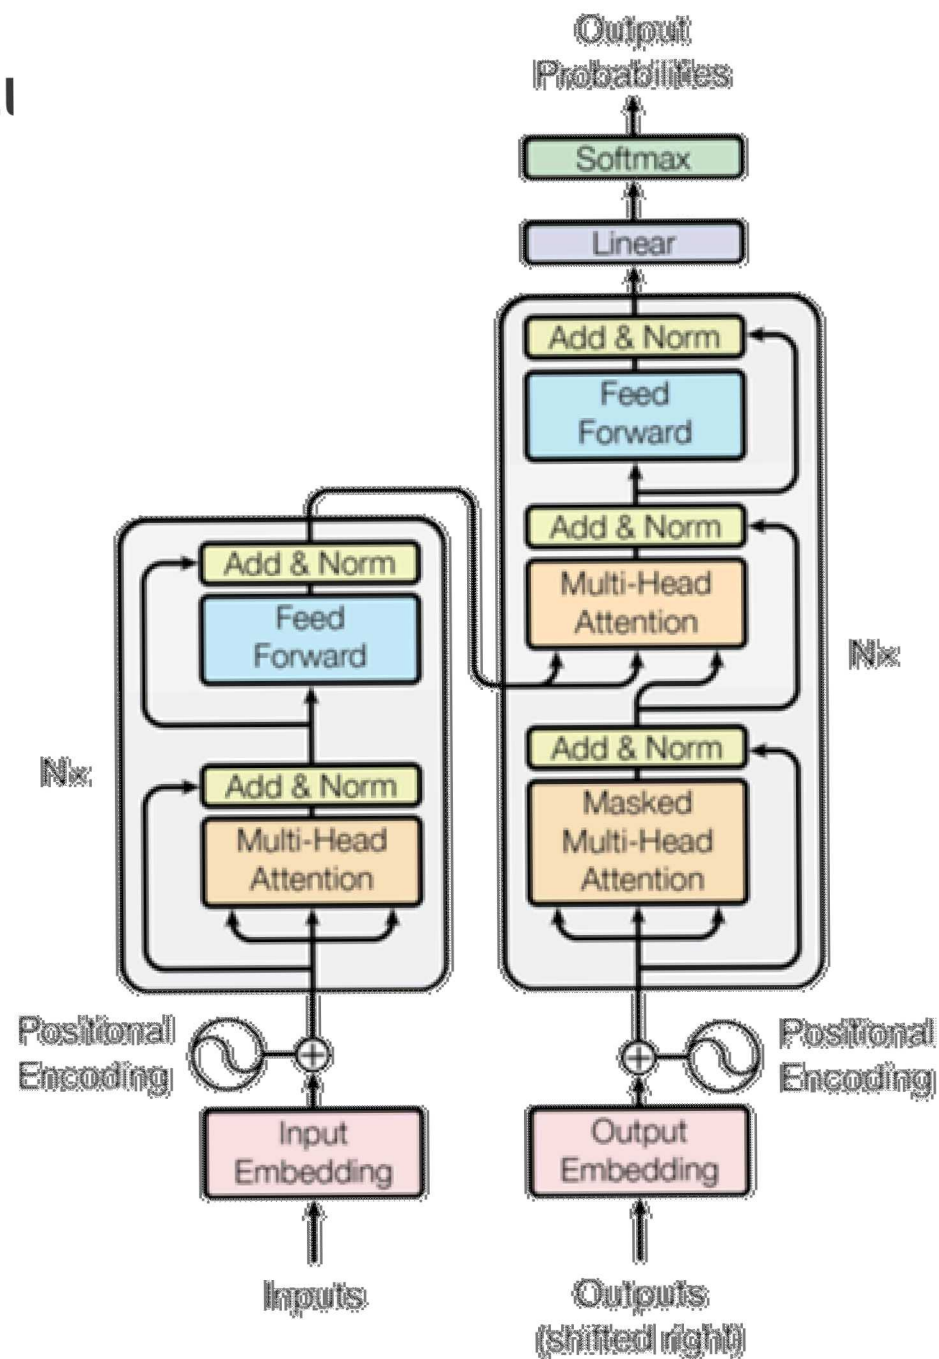 Output
Probabilities
Softmax
Linear
Add & Norm
Feed
Forward
Add & Norm
Multi-Head
Attention
Nx
Add & Norm
Masked
Multi-Head
Attention
Add & Norm
Feed
Forward
Nx
Add & Norm
Multi-Head
Attention
Positional
Encoding
Positional
Encoding
Input
Embedding
Output
Embedding
Inputs
Outputs
(shifted right)